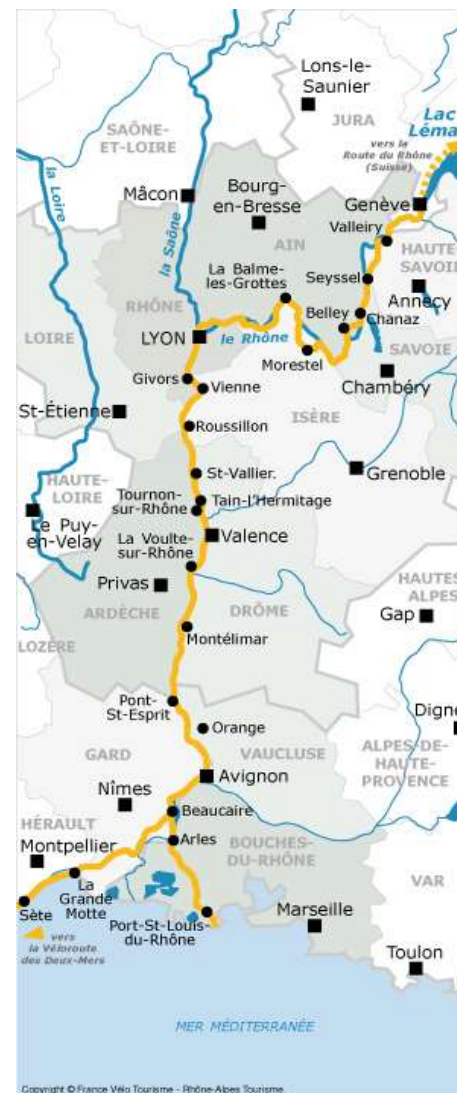 Lons-le-
Saunier
JURA
Lac
Léma
vers la
Route du Rhône
(Suisse)
SAÔNE-
ET-LOIRE
la Loire
Mâcon
la Saône
Bourg-
en-Bresse
Genève
Valleiry
AIN
HAUTE-
SAVOIE
La Balme-
les-Grottes
Seyssel
Annecy
RHÔNE
Belley
Chanaz
LYON
le Rhône
SAVOIE
LOIRE
Morestel
Chambéry
Givors
Vienne
ISÈRE
St-Étienne
Roussillon
HAUTE-
LOIRE
St-Vallier.
Grenoble
Tournon-
sur-Rhône
Tain-l'Hermitage
Le Puy-
en-Velay
La Voulte-
sur-Rhône
Valence
Privas
HAUTES
ALPES
ARDÈCHE
DRÔME
Gap
LOZÈRE
Montélimar
Pont-
St-Esprit
Orange
Digne
GARD
VAUCLUSE
ALPES-DE-
HAUTE-
PROVENCE
Avignon
Nîmes
Beaucaire
HÉRAULT
Arles
BOUCHES-
DU-RHÔNE
Montpellier
VAR
La
Grande
Motte
Sète
Port-St-Louis-
du-Rhône
Marseille
vers
la Véloroute
des Deux-Mers
Toulon
MER MÉDITERRANÉE
Copyright © France Vélo Tourisme - Rhône-Alpes Tourisme.